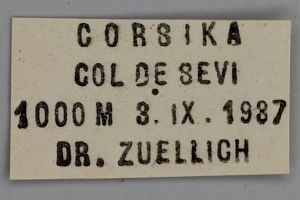 CORSIKA
COL DE SEVI
1000 M 3. IX. 1987
DR. ZUELLICH